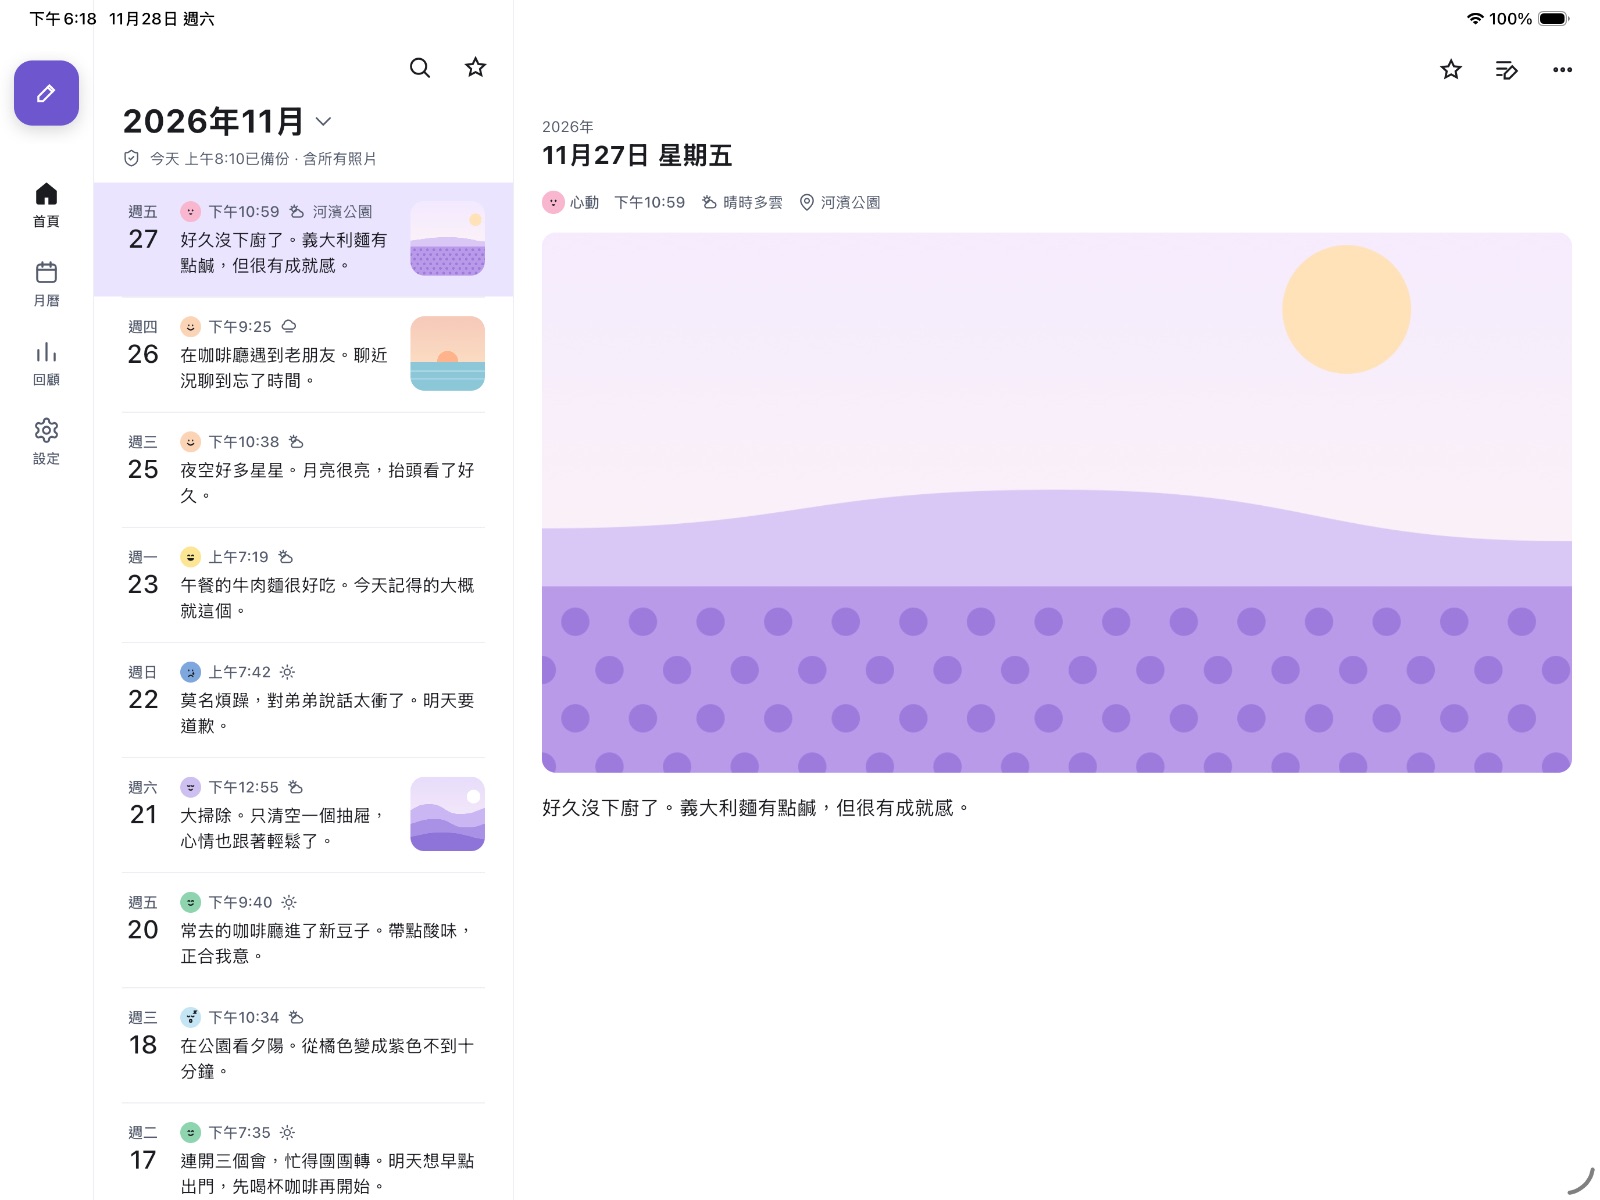 下午6:18 11月28日 週六
100%
首頁
月曆
回顧
設定
2026年11月
今天 上午8:10已備份 · 含所有照片
週五
27
下午10:59 河濱公園
好久沒下廚了。義大利麵有
點鹹，但很有成就感。
週四
26
下午9:25
在咖啡廳遇到老朋友。聊近
況聊到忘了時間。
週三
25
下午10:38
夜空好多星星。月亮很亮，抬頭看了好
久。
週一
23
上午7:19
午餐的牛肉麵很好吃。今天記得的大概
就這個。
週日
22
上午7:42
莫名煩躁，對弟弟說話太衝了。明天要
道歉。
週六
21
下午12:55
大掃除。只清空一個抽屜，
心情也跟著輕鬆了。
週五
20
下午9:40
常去的咖啡廳進了新豆子。帶點酸味，
正合我意。
週三
18
下午10:34
在公園看夕陽。從橘色變成紫色不到十
分鐘。
週二
17
下午7:35
連開三個會，忙得團團轉。明天想早點
出門，先喝杯咖啡再開始。
2026年
11月27日 星期五
心動 下午10:59 晴時多雲 河濱公園
好久沒下廚了。義大利麵有點鹹，但很有成就感。